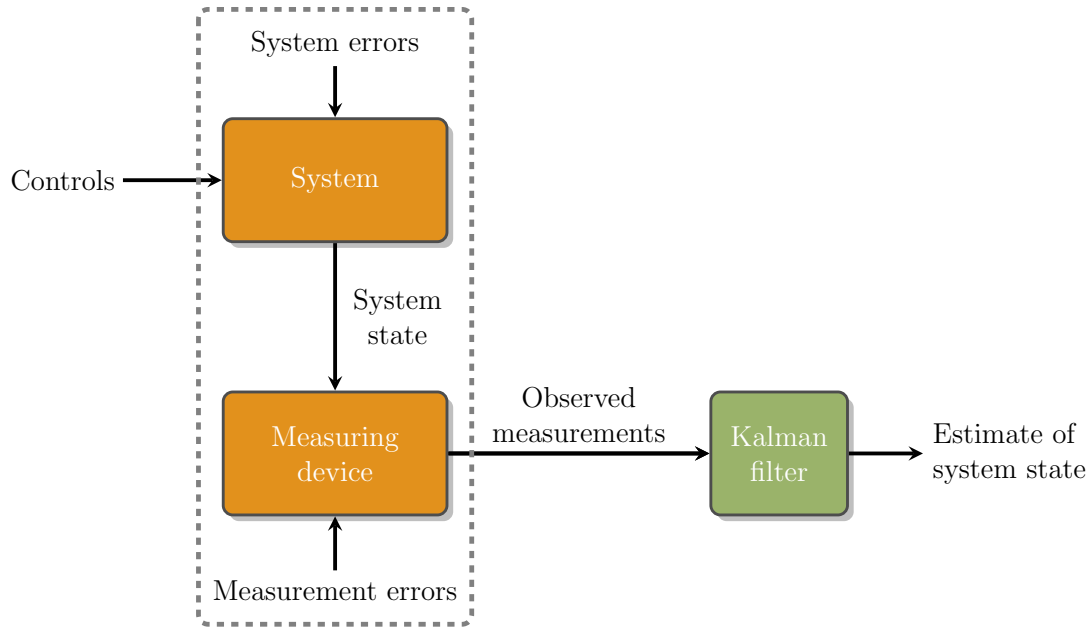 System errors
Controls
System
System
state
Measuring
device
Observed
measurements
Kalman
filter
Estimate of
system state
Measurement errors